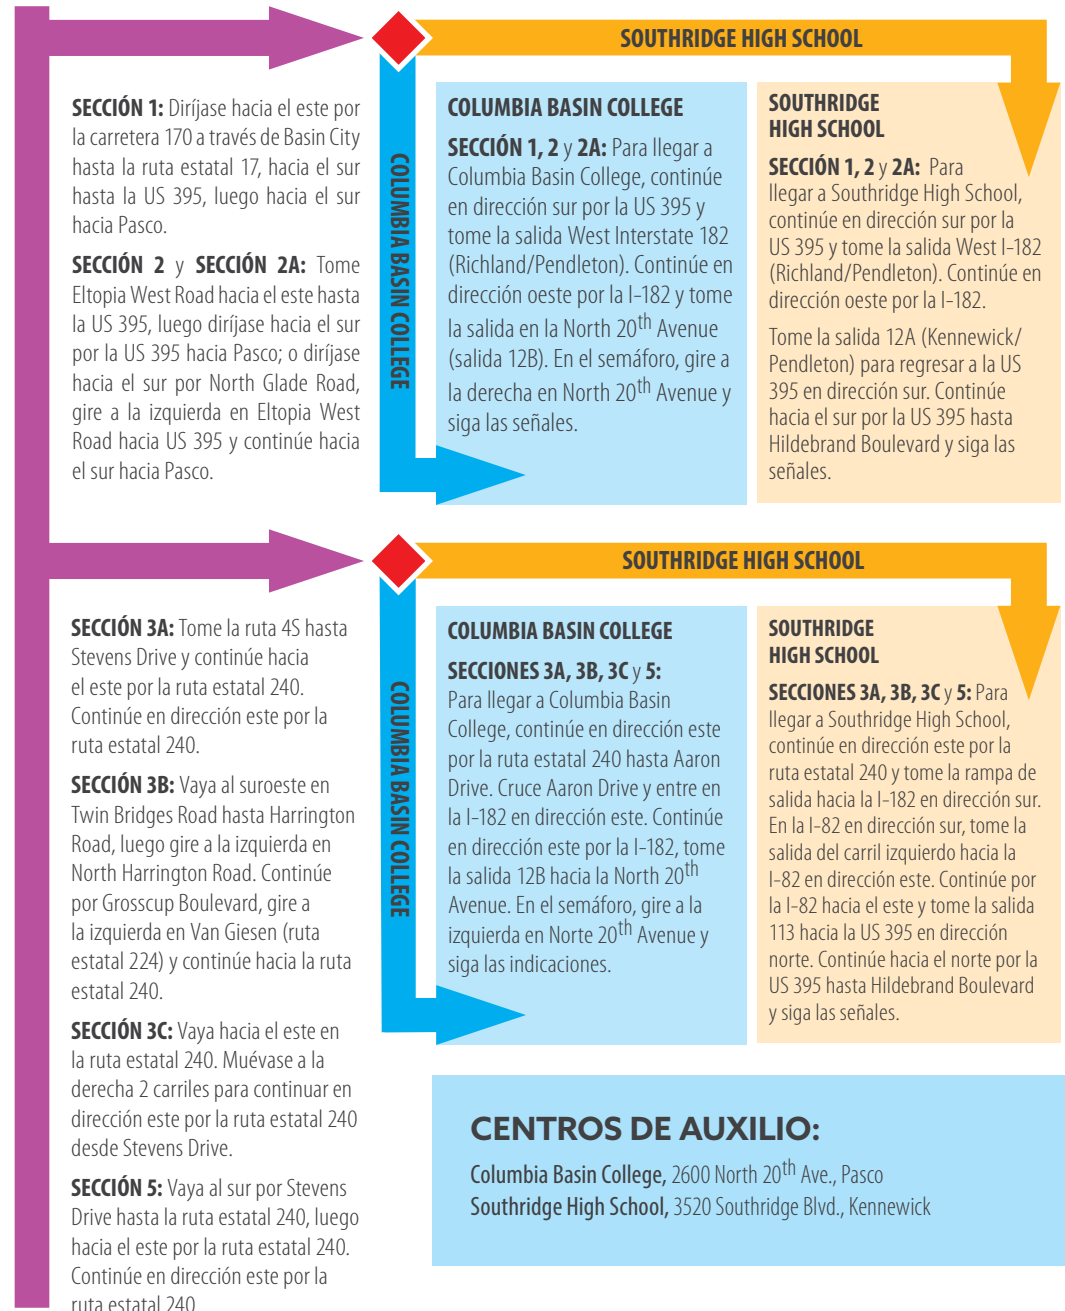 SOUTHRIDGE HIGH SCHOOL
SECCIÓN 1: Diríjase hacia el este por
la carretera 170 a través de Basin City
hasta la ruta estatal 17, hacia el sur
hasta la US 395, luego hacia el sur
hacia Pasco.
SECCIÓN 2 y SECCIÓN 2A: Tome
Eltopia West Road hacia el este hasta
la US 395, luego diríjase hacia el sur
por la US 395 hacia Pasco; o diríjase
hacia el sur por North Glade Road,
gire a la izquierda en Eltopia West
Road hacia US 395 y continúe hacia
el sur hacia Pasco.
COLUMBIA BASIN COLLEGE
COLUMBIA BASIN COLLEGE
SECCIÓN 1, 2 y 2A: Para llegar a
Columbia Basin College, continúe
en dirección sur por la US 395 y
tome la salida West Interstate 182
(Richland/Pendleton). Continúe en
dirección oeste por la I-182 y tome
la salida en la North 20th Avenue
(salida 12B). En el semáforo, gire a
la derecha en North 20th Avenue y
siga las señales.
SOUTHRIDGE
HIGH SCHOOL
SECCIÓN 1, 2 y 2A: Para
llegar a Southridge High School,
continúe en dirección sur por la
US 395 y tome la salida West I-182
(Richland/Pendleton). Continúe en
dirección oeste por la I-182.
Tome la salida 12A (Kennewick/
Pendleton) para regresar a la US
395 en dirección sur. Continúe
hacia el sur por la US 395 hasta
Hildebrand Boulevard y siga las
señales.
SOUTHRIDGE HIGH SCHOOL
SECCIÓN 3A: Tome la ruta 4S hasta
Stevens Drive y continúe hacia
el este por la ruta estatal 240.
Continúe en dirección este por la
ruta estatal 240.
SECCIÓN 3B: Vaya al suroeste en
Twin Bridges Road hasta Harrington
Road, luego gire a la izquierda en
North Harrington Road. Continúe
por Grosscup Boulevard, gire a
la izquierda en Van Giesen (ruta
estatal 224) y continúe hacia la ruta
estatal 240.
SECCIÓN 3C: Vaya hacia el este en
la ruta estatal 240. Muévase a la
derecha 2 carriles para continuar en
dirección este por la ruta estatal 240
desde Stevens Drive.
SECCIÓN 5: Vaya al sur por Stevens
Drive hasta la ruta estatal 240, luego
hacia el este por la ruta estatal 240.
Continúe en dirección este por la
ruta estatal 240
COLUMBIA BASIN COLLEGE
COLUMBIA BASIN COLLEGE
SECCIONES 3A, 3B, 3C y 5:
Para llegar a Columbia Basin
College, continúe en dirección este
por la ruta estatal 240 hasta Aaron
Drive. Cruce Aaron Drive y entre en
la I-182 en dirección este. Continúe
en dirección este por la I-182, tome
la salida 12B hacia la North 20th
Avenue. En el semáforo, gire a la
izquierda en Norte 20th Avenue y
siga las indicaciones.
SOUTHRIDGE
HIGH SCHOOL
SECCIONES 3A, 3B, 3C y 5: Para
llegar a Southridge High School,
continúe en dirección este por la
ruta estatal 240 y tome la rampa de
salida hacia la I-182 en dirección sur.
En la I-82 en dirección sur, tome la
salida del carril izquierdo hacia la
I-82 en dirección este. Continúe por
la I-82 hacia el este y tome la salida
113 hacia la US 395 en dirección
norte. Continúe hacia el norte por la
US 395 hasta Hildebrand Boulevard
y siga las señales.
CENTROS DE AUXILIO:
Columbia Basin College, 2600 North 20th Ave., Pasco
Southridge High School, 3520 Southridge Blvd., Kennewick